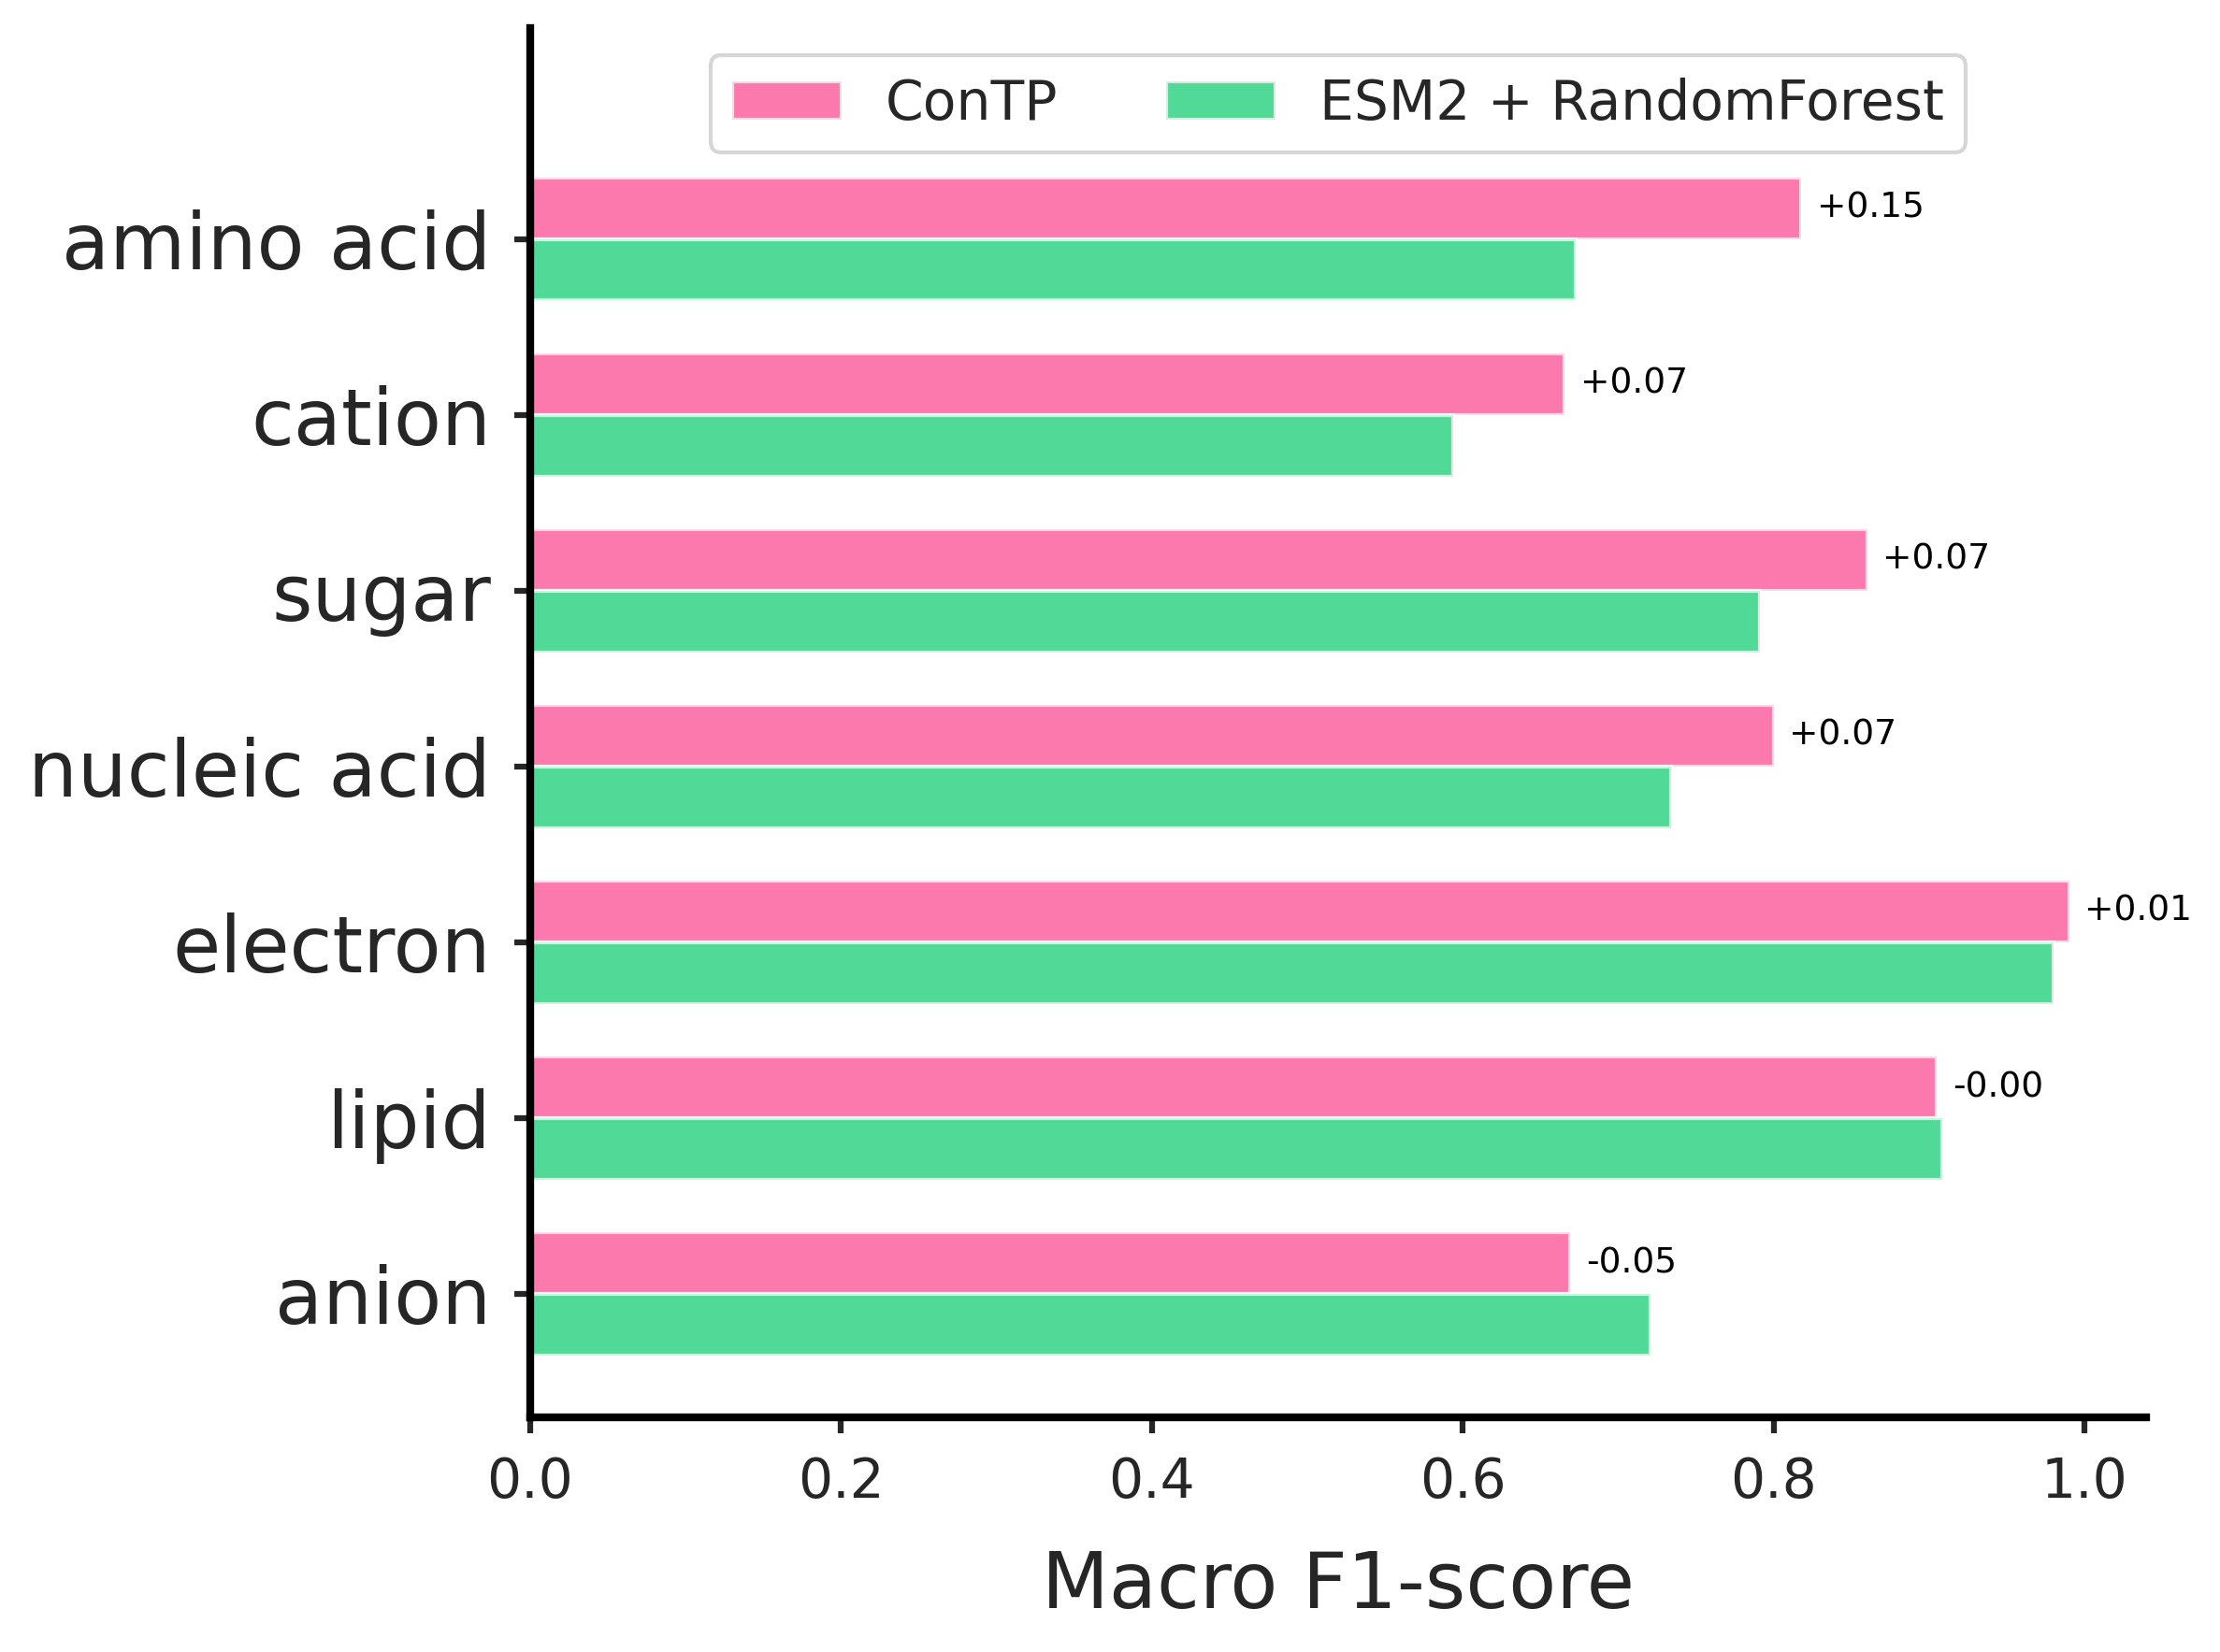 ConTP ESM2 + RandomForest
amino acid +0.15
cation +0.07
sugar +0.07
nucleic acid +0.07
electron +0.01
lipid -0.00
anion -0.05
0.0 0.2 0.4 0.6 0.8 1.0
Macro F1-score